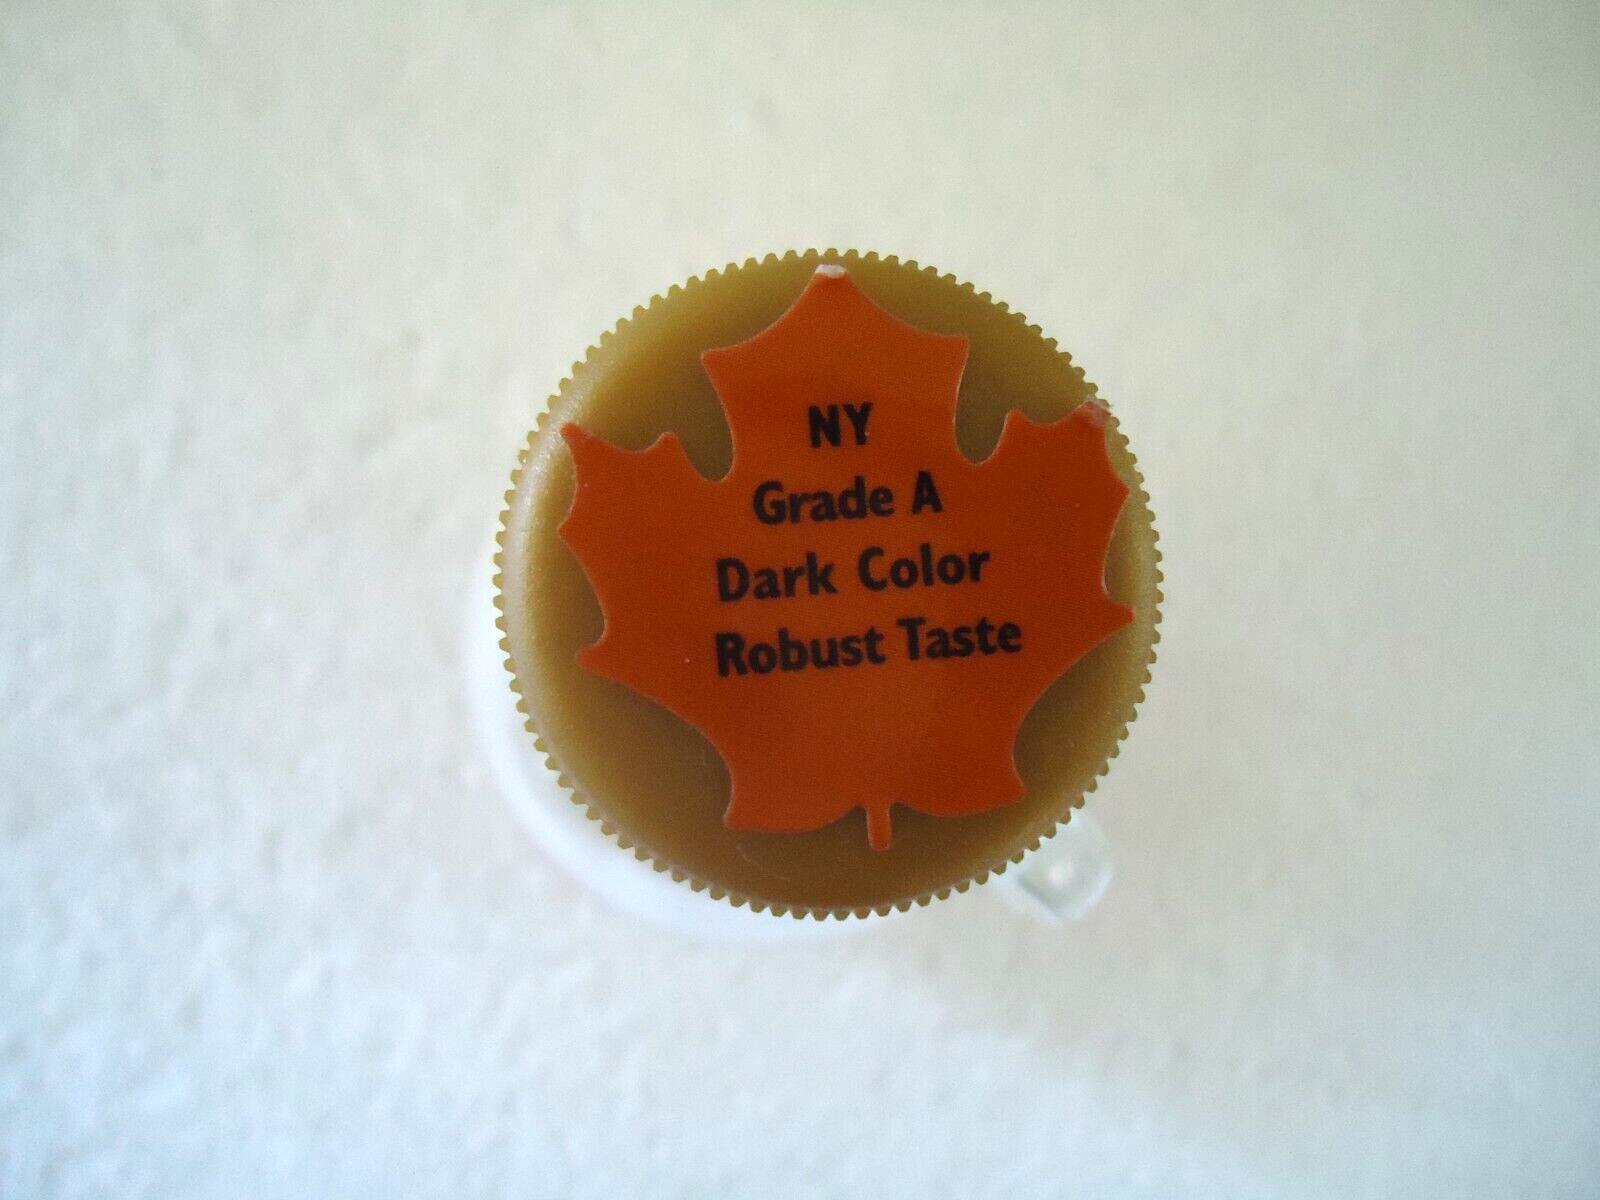 NY
Grade A
Dark Color
Robust Taste